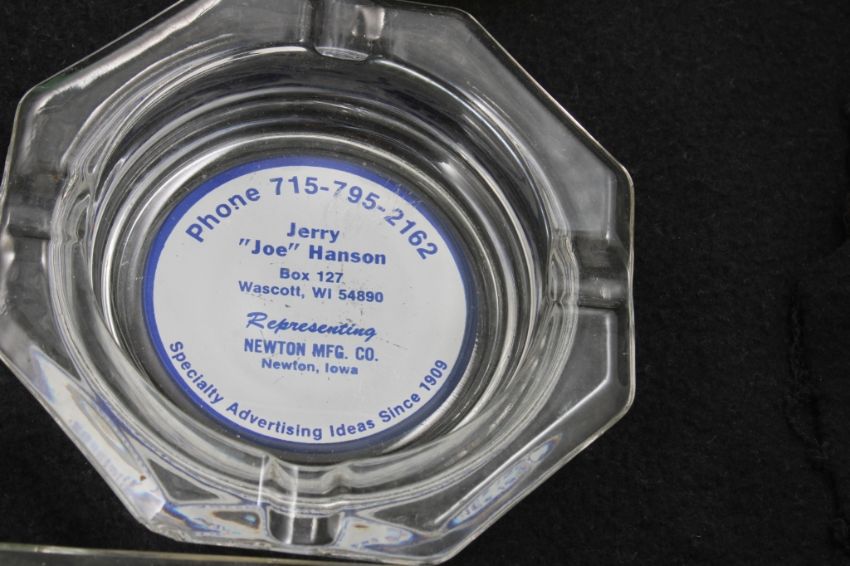 Phone 715-795-2162
Jerry
"Joe" Hanson
Box 127
Wascott, WI 54890
Representing
NEWTON MFG. CO.
Newton, Iowa
Specialty Advertising Ideas Since 1909